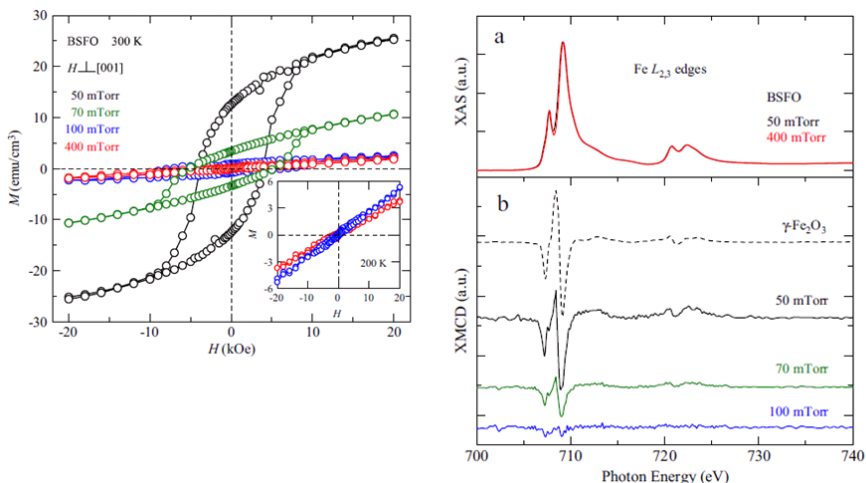 30
20
10
0
-10
-20
-30
M (emu/cm³)
BSFO 300 K
H⊥[001]
50 mTorr
70 mTorr
100 mTorr
400 mTorr
6
3
0
-3
-6
M
200 K
-20 -10 0 10 20
H
-20 -10 0 10 20
H (kOe)
a
XAS (a.u.)
Fe L2,3 edges
BSFO
50 mTorr
400 mTorr
b
XMCD (a.u.)
γ-Fe₂O₃
50 mTorr
70 mTorr
100 mTorr
700 710 720 730 740
Photon Energy (eV)